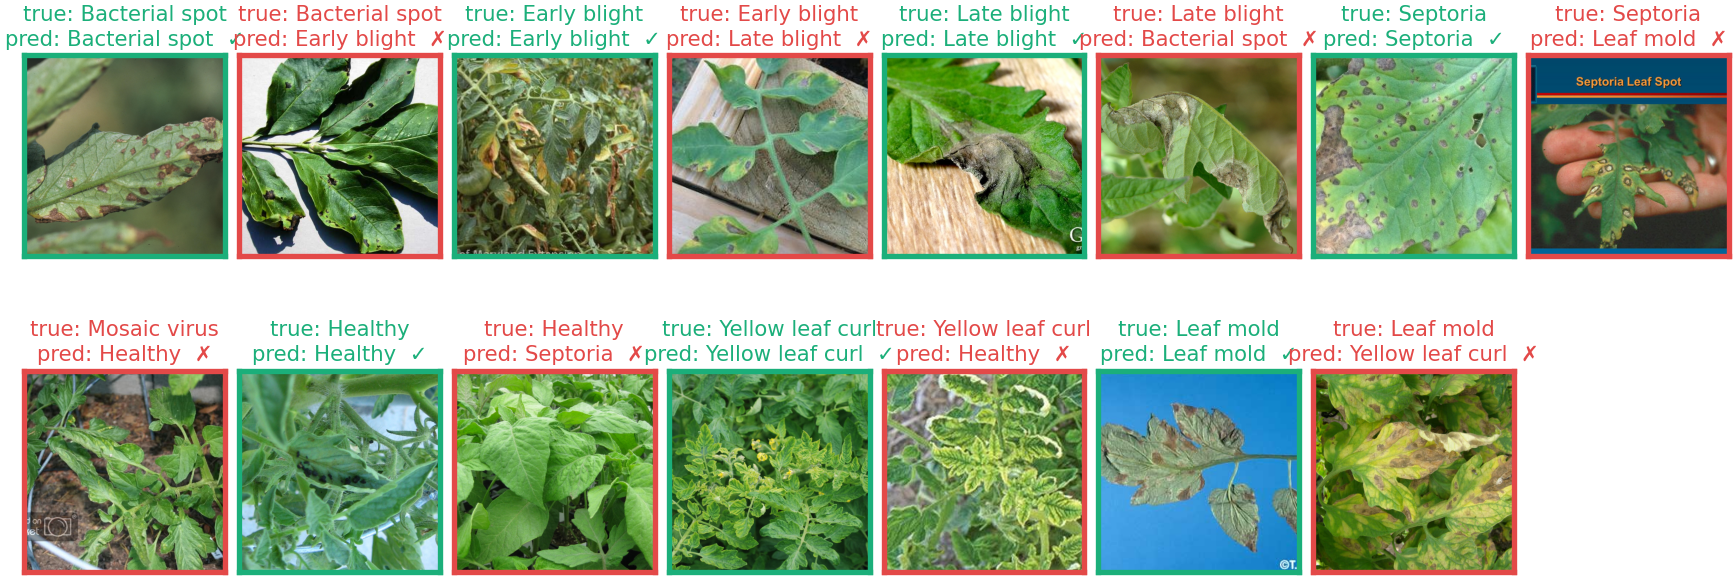 true: Bacterial spot
pred: Bacterial spot ✓
true: Bacterial spot
pred: Early blight ✗
true: Early blight
pred: Early blight ✓
true: Early blight
pred: Late blight ✗
true: Late blight
pred: Late blight ✓
true: Late blight
pred: Bacterial spot ✗
true: Septoria
pred: Septoria ✓
true: Septoria
pred: Leaf mold ✗
Septoria Leaf Spot
G
true: Mosaic virus
pred: Healthy ✗
true: Healthy
pred: Healthy ✓
true: Healthy
pred: Septoria ✗
true: Yellow leaf curl
pred: Yellow leaf curl ✓
true: Yellow leaf curl
pred: Healthy ✗
true: Leaf mold
pred: Leaf mold ✓
true: Leaf mold
pred: Yellow leaf curl ✗
©T.